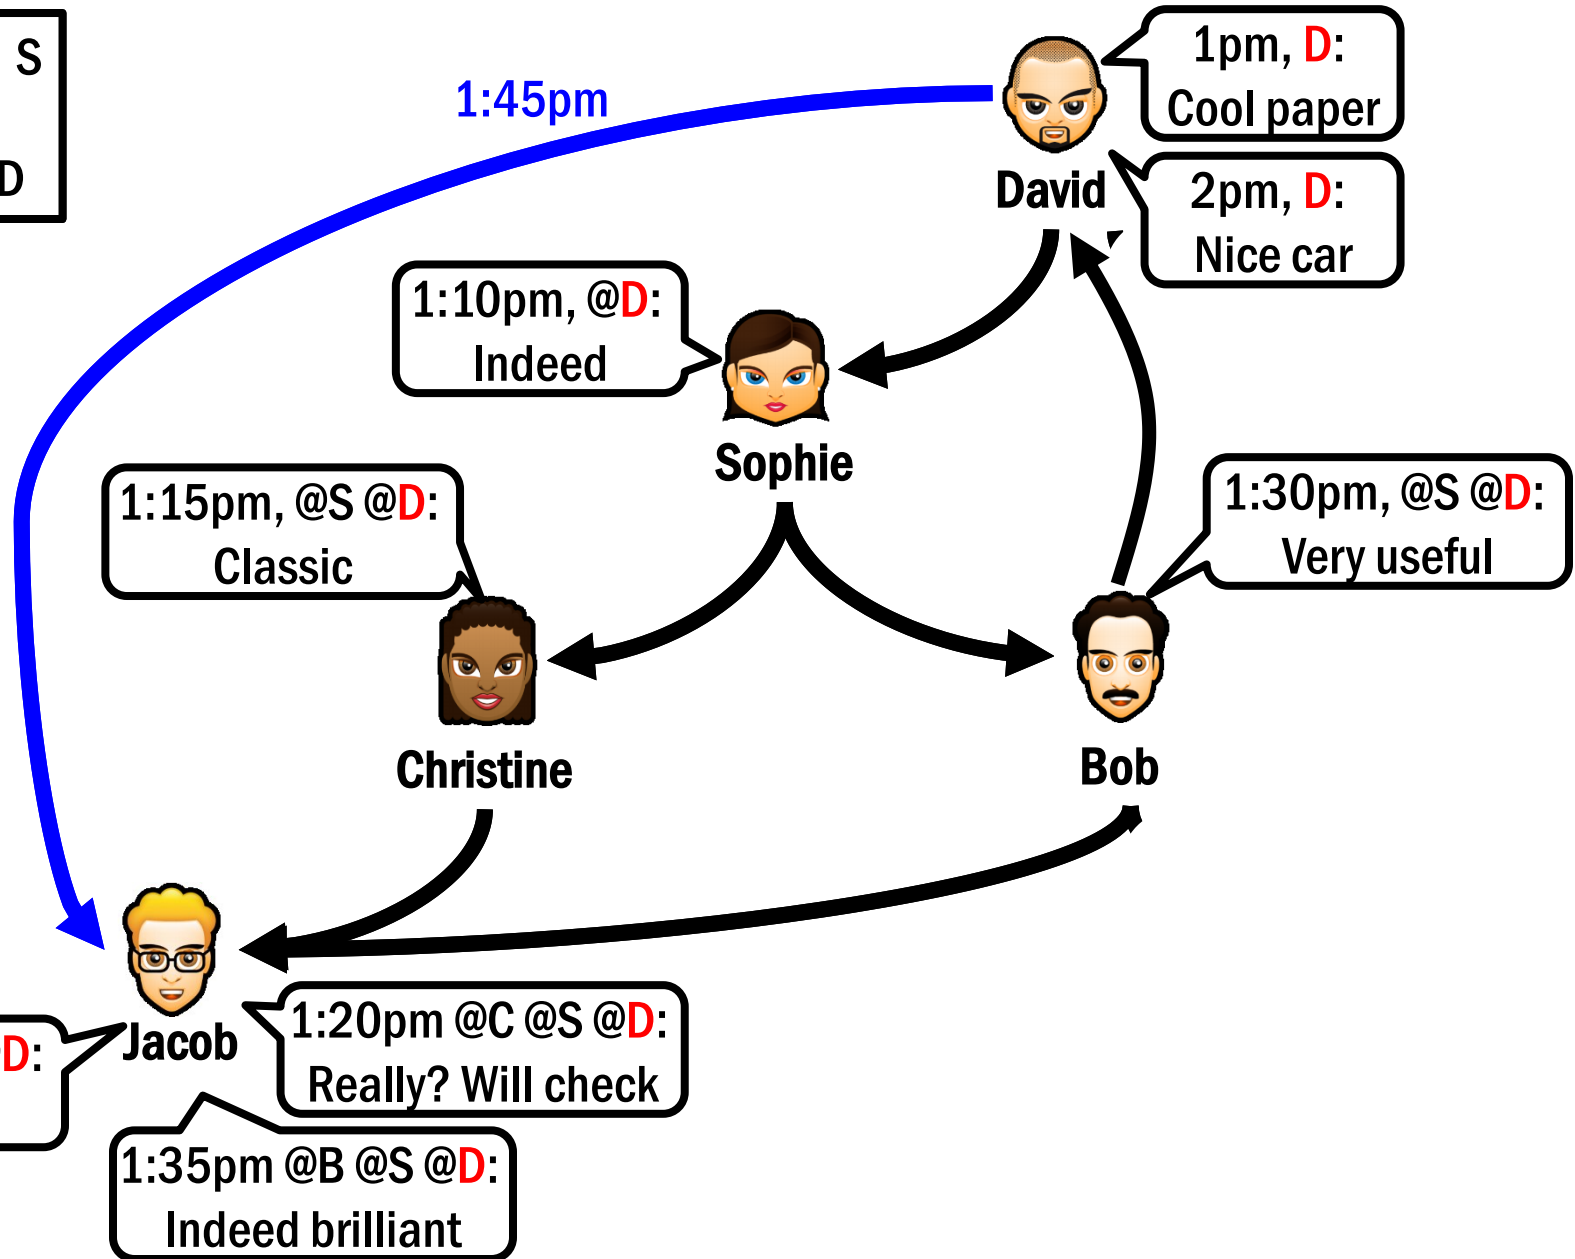 S
D
1:45pm
1pm, D:
Cool paper
David
2pm, D:
Nice car
1:10pm, @D:
Indeed
Sophie
1:15pm, @S @D:
Classic
1:30pm, @S @D:
Very useful
Christine
Bob
Jacob
D:
1:20pm @C @S @D:
Really? Will check
1:35pm @B @S @D:
Indeed brilliant